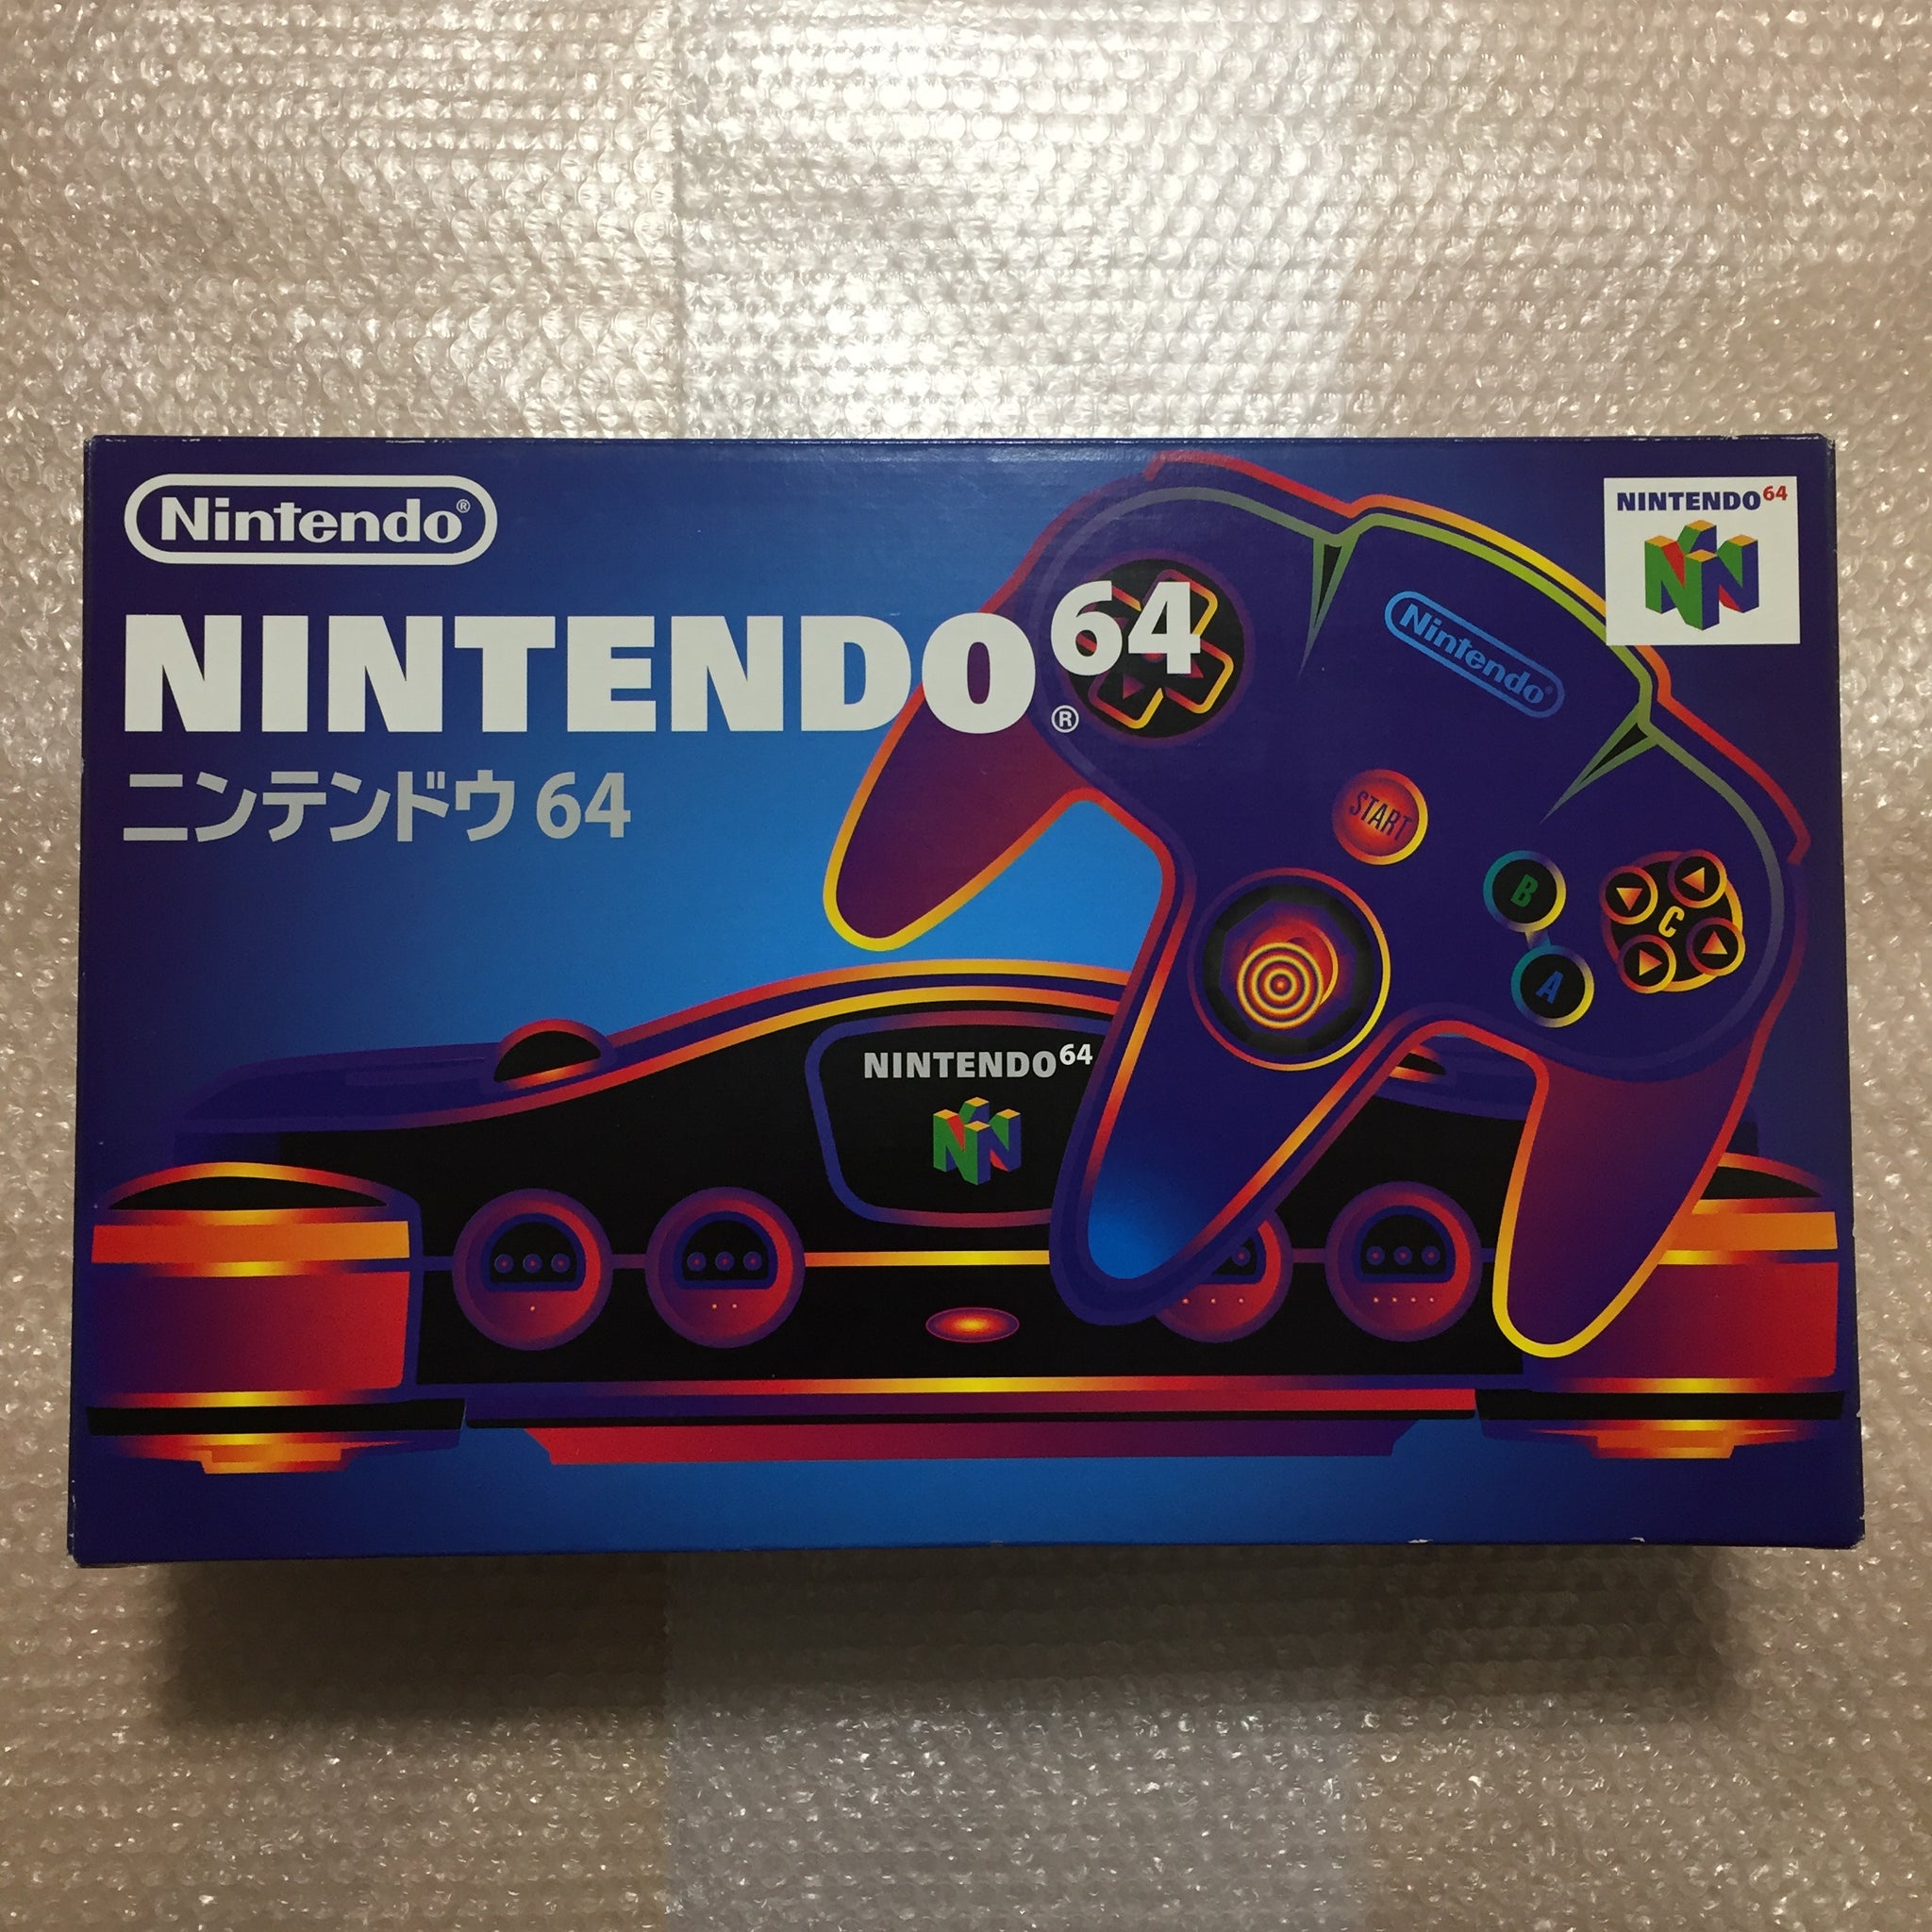 Nintendo®
NINTENDO⁶⁴®
ニンテンドウ64
NINTENDO⁶⁴
Nintendo®
START
B
A
C
NINTENDO⁶⁴